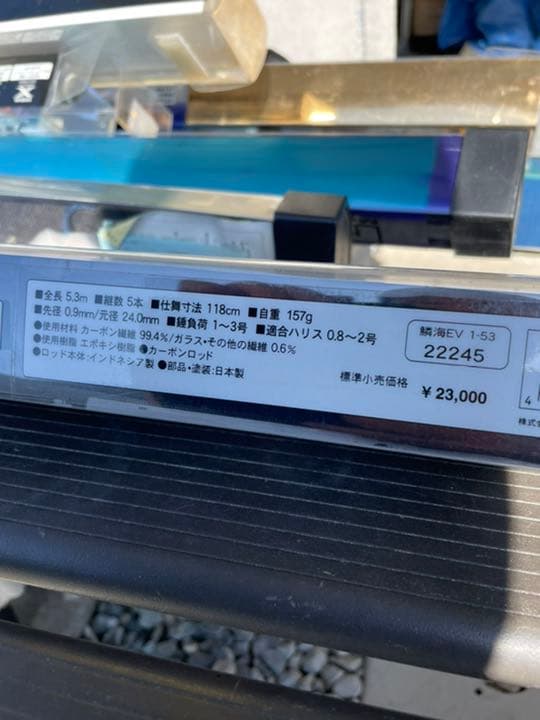 ■全長 5.3m ■継数 5本 ■仕舞寸法 118cm ■自重 157g
■先径 0.9mm/元径 24.0mm ■錘負荷 1〜3号 ■適合ハリス 0.8〜2号
●使用材料 カーボン繊維 99.4%/ガラス・その他の繊維 0.6%
●使用樹脂 エポキシ樹脂 ●カーボンロッド
●ロッド本体:インドネシア製 ●部品・塗装:日本製
標準小売価格 ¥23,000
鱗海EV 1-53
22245
4
株式会